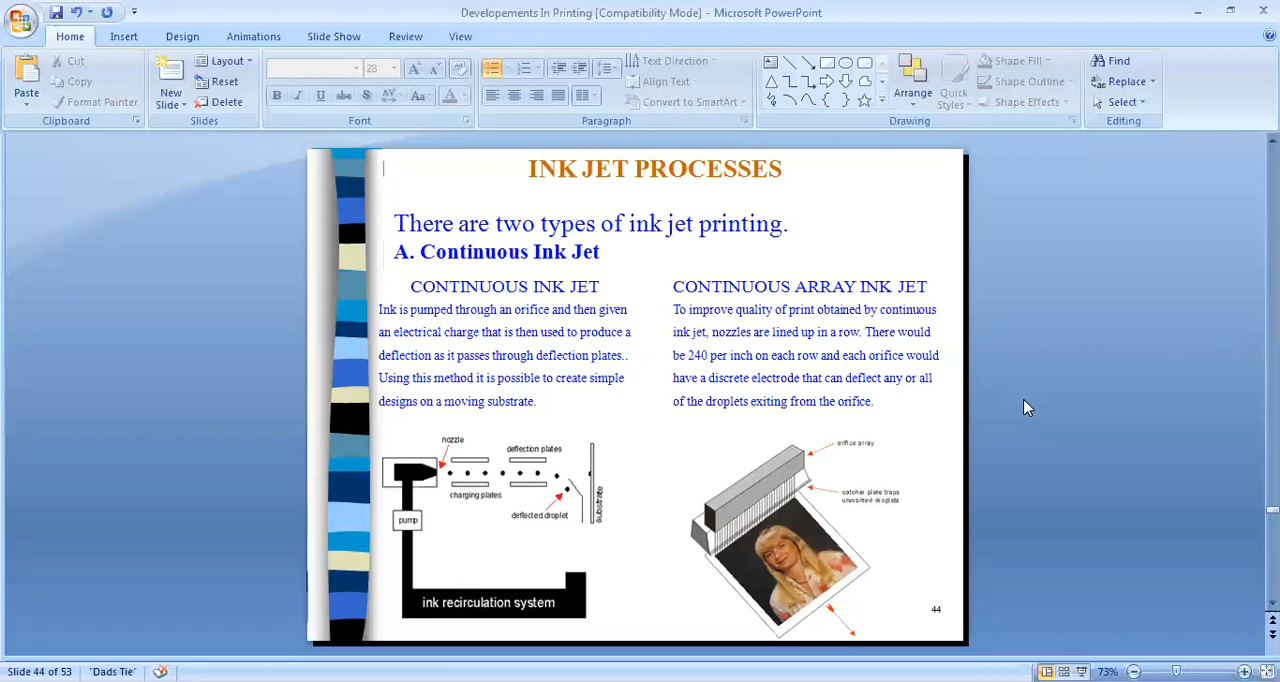 Developements In Printing [Compatibility Mode] - Microsoft PowerPoint
Home Insert Design Animations Slide Show Review View
Paste
Cut
Copy
Format Painter
Clipboard
New Slide
Layout
Reset
Delete
Slides
28
B I U abc S AV Aa A
Font
Text Direction
Align Text
Convert to SmartArt
Paragraph
Arrange
Quick Styles
Shape Fill
Shape Outline
Shape Effects
Drawing
Find
Replace
Select
Editing
INK JET PROCESSES
There are two types of ink jet printing.
A. Continuous Ink Jet
CONTINUOUS INK JET
Ink is pumped through an orifice and then given
an electrical charge that is then used to produce a
deflection as it passes through deflection plates..
Using this method it is possible to create simple
designs on a moving substrate.
CONTINUOUS ARRAY INK JET
To improve quality of print obtained by continuous
ink jet, nozzles are lined up in a row. There would
be 240 per inch on each row and each orifice would
have a discrete electrode that can deflect any or all
of the droplets exiting from the orifice.
nozzle
deflection plates
charging plates
deflected droplet
substrate
pump
ink recirculation system
orifice array
catcher plate traps
unwanted droplets
44
Slide 44 of 53
"Dads Tie"
73%